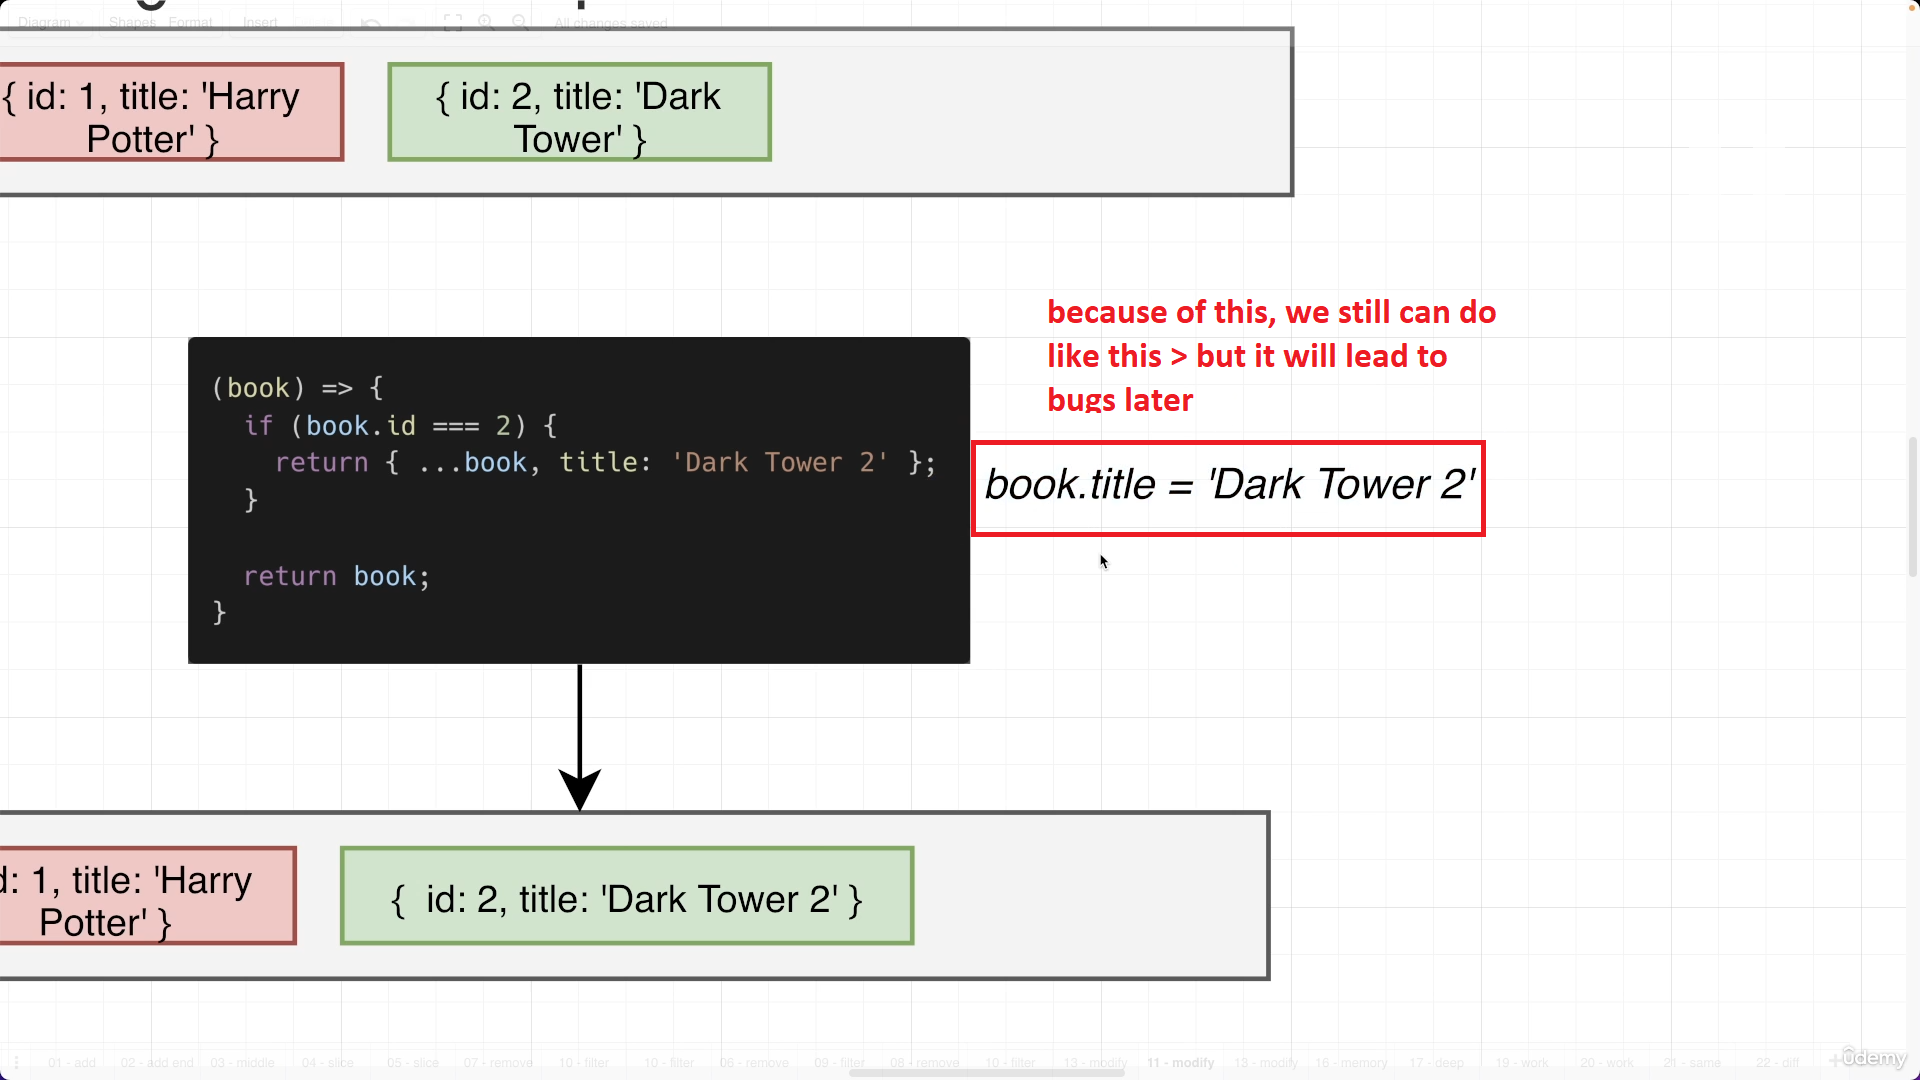 Diagram Shapes Format Insert All changes saved
{ id: 1, title: 'Harry
Potter' }
{ id: 2, title: 'Dark
Tower' }
because of this, we still can do
like this > but it will lead to
bugs later
(book) => {
if (book.id === 2) {
return { ...book, title: 'Dark Tower 2' };
}
return book;
}
book.title = 'Dark Tower 2'
d: 1, title: 'Harry
Potter' }
{ id: 2, title: 'Dark Tower 2' }
01 - add 02 - add end 03 - middle 04 - slice 05 - slice 07 - remove 10 - filter 10 - filter 06 - remove 09 - filter 08 - remove 10 - filter 13 - modify 11 - modify 13 - modify 16 - memory 17 - deep 19 - work 20 - work 21 - same 22 - diff
ûdemy